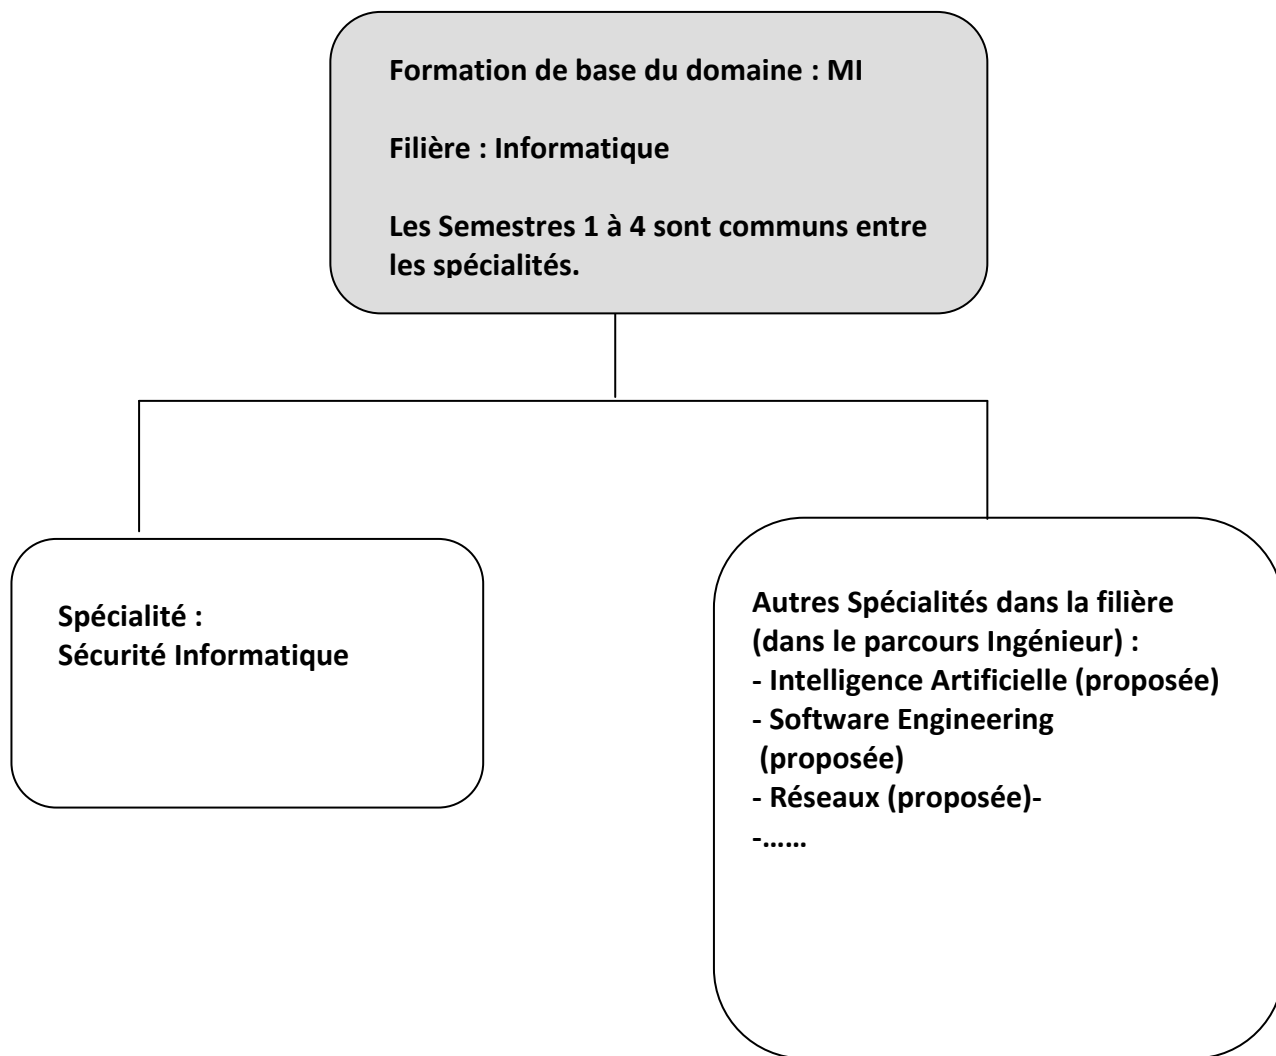 Formation de base du domaine : MI
Filière : Informatique
Les Semestres 1 à 4 sont communs entre
les spécialités.
Spécialité :
Sécurité Informatique
Autres Spécialités dans la filière
(dans le parcours Ingénieur) :
- Intelligence Artificielle (proposée)
- Software Engineering
(proposée)
- Réseaux (proposée)-
-......